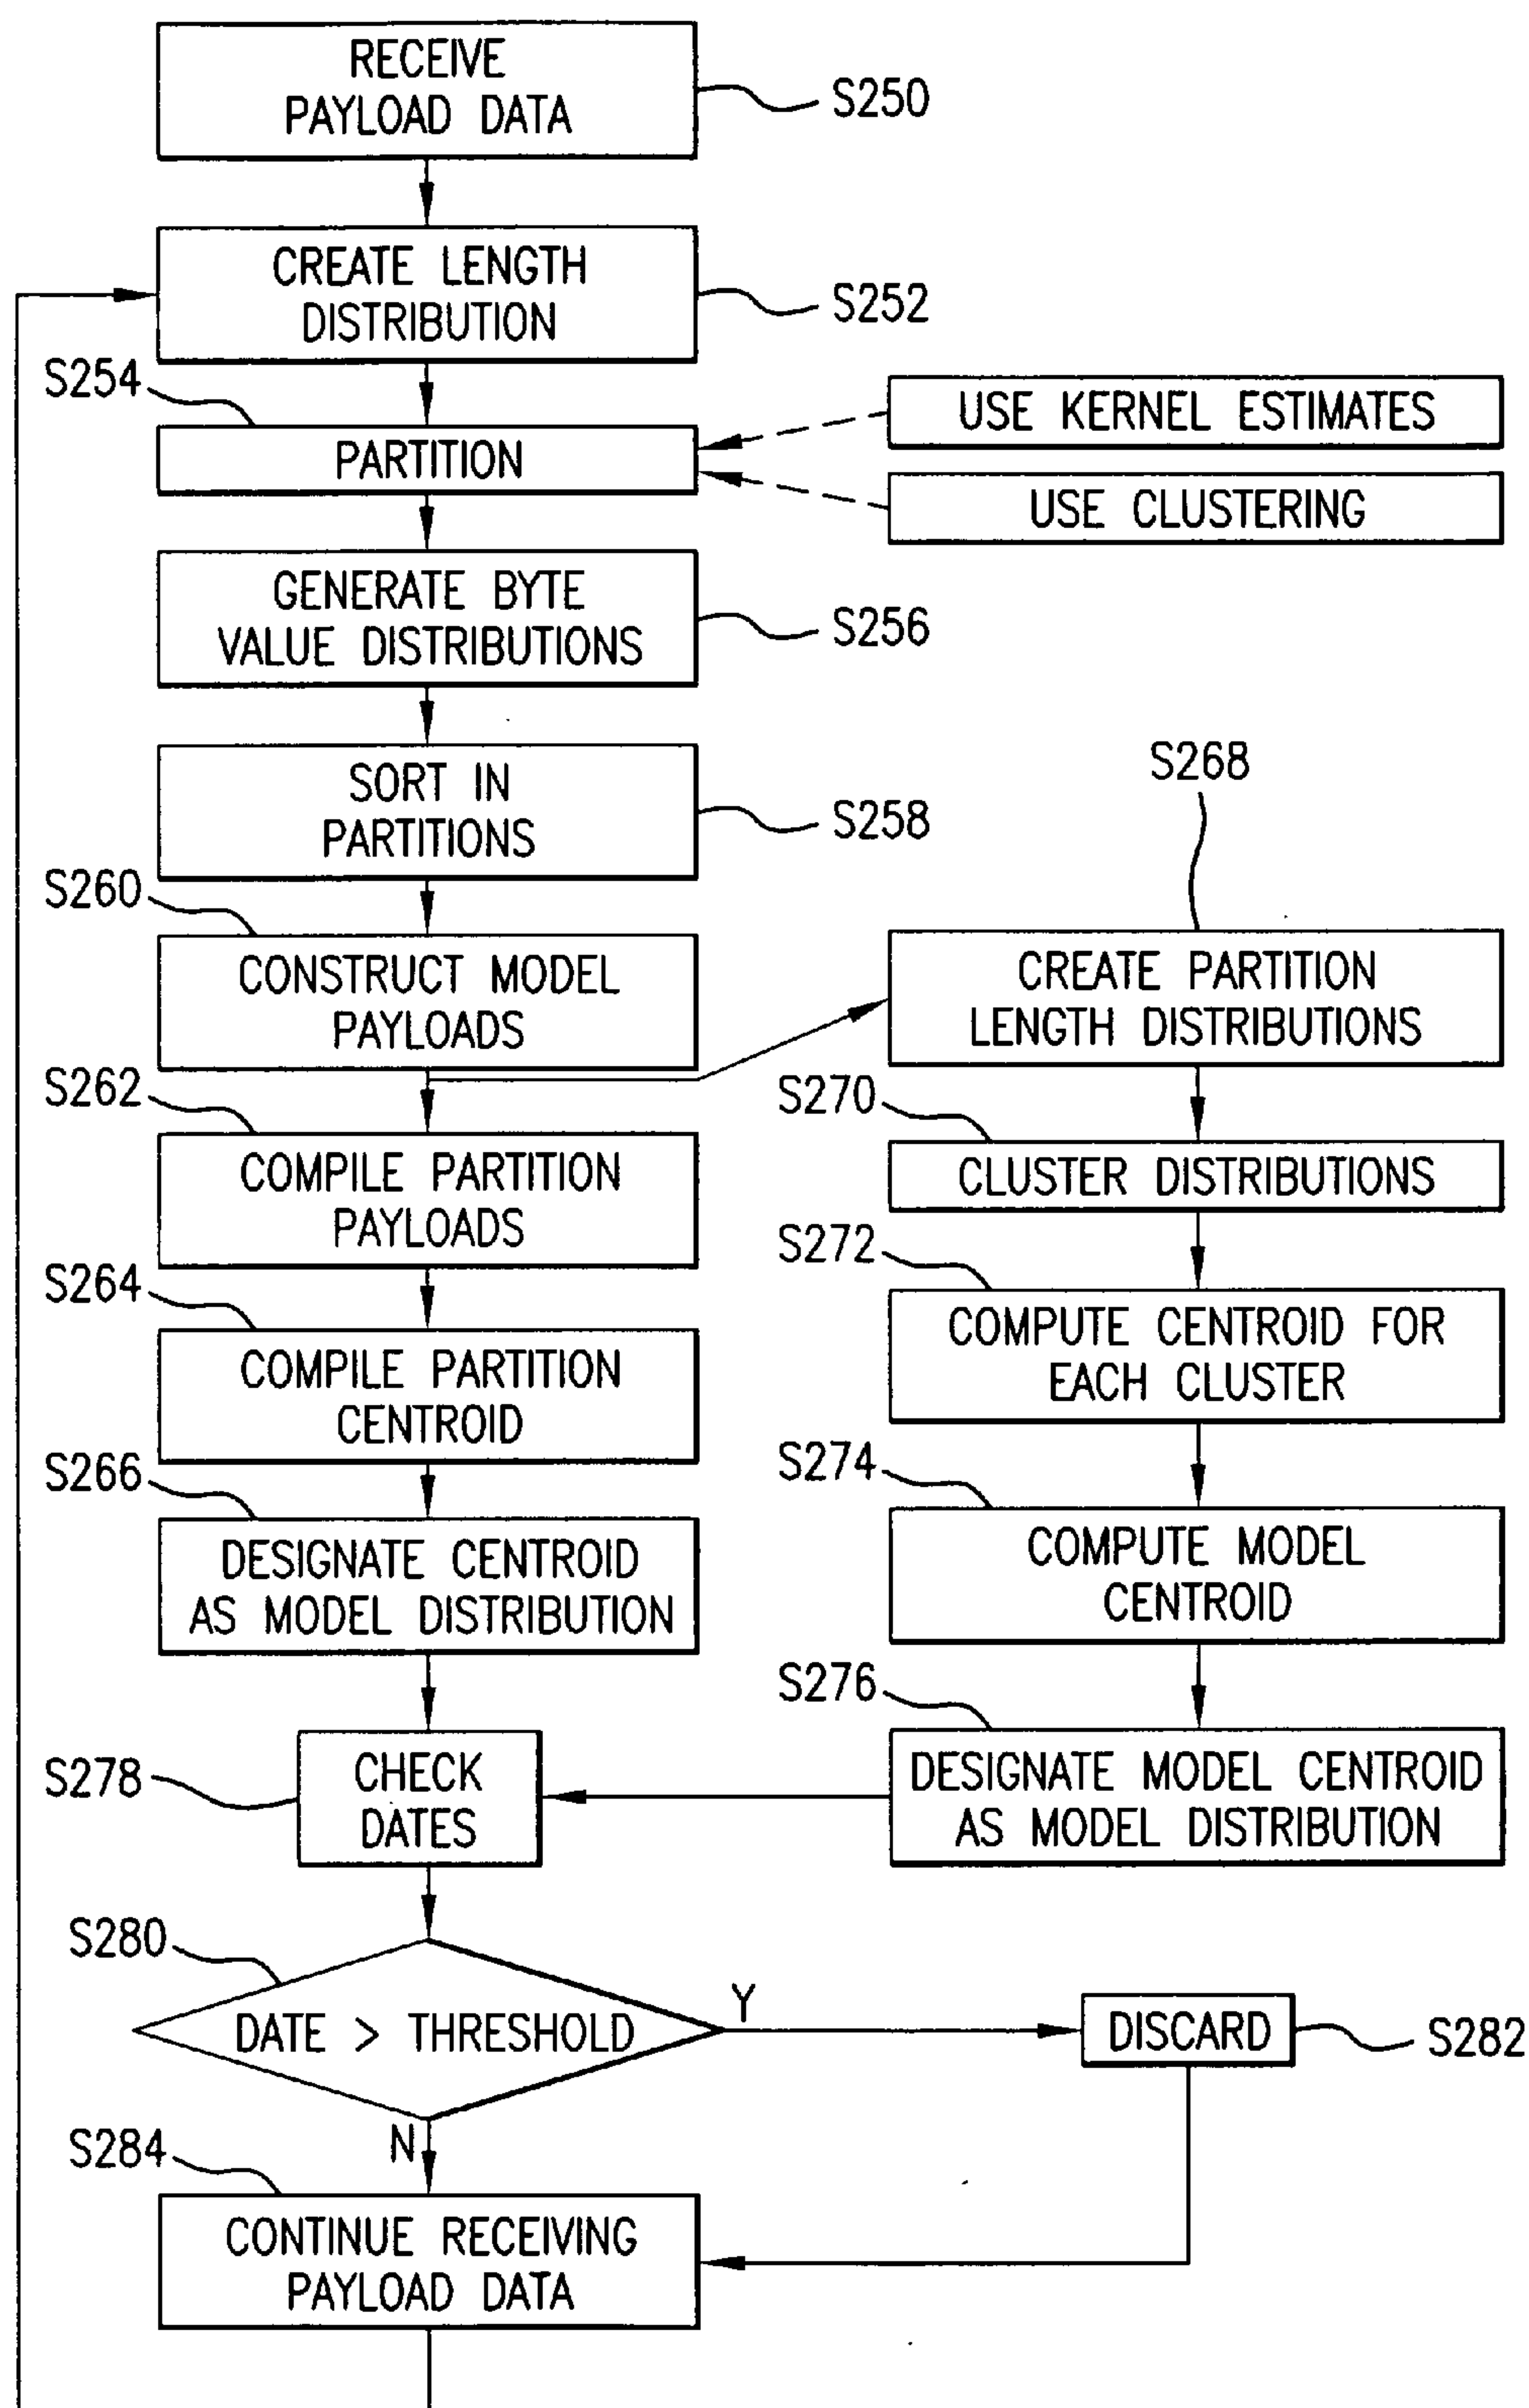 RECEIVE
PAYLOAD DATA
S250
CREATE LENGTH
DISTRIBUTION
S252
S254
PARTITION
USE KERNEL ESTIMATES
USE CLUSTERING
GENERATE BYTE
VALUE DISTRIBUTIONS
S256
SORT IN
PARTITIONS
S258
S260
CONSTRUCT MODEL
PAYLOADS
S262
COMPILE PARTITION
PAYLOADS
S264
COMPILE PARTITION
CENTROID
S266
DESIGNATE CENTROID
AS MODEL DISTRIBUTION
S268
CREATE PARTITION
LENGTH DISTRIBUTIONS
S270
CLUSTER DISTRIBUTIONS
S272
COMPUTE CENTROID FOR
EACH CLUSTER
S274
COMPUTE MODEL
CENTROID
S276
DESIGNATE MODEL CENTROID
AS MODEL DISTRIBUTION
S278
CHECK
DATES
S280
DATE > THRESHOLD
Y
DISCARD
S282
N
S284
CONTINUE RECEIVING
PAYLOAD DATA